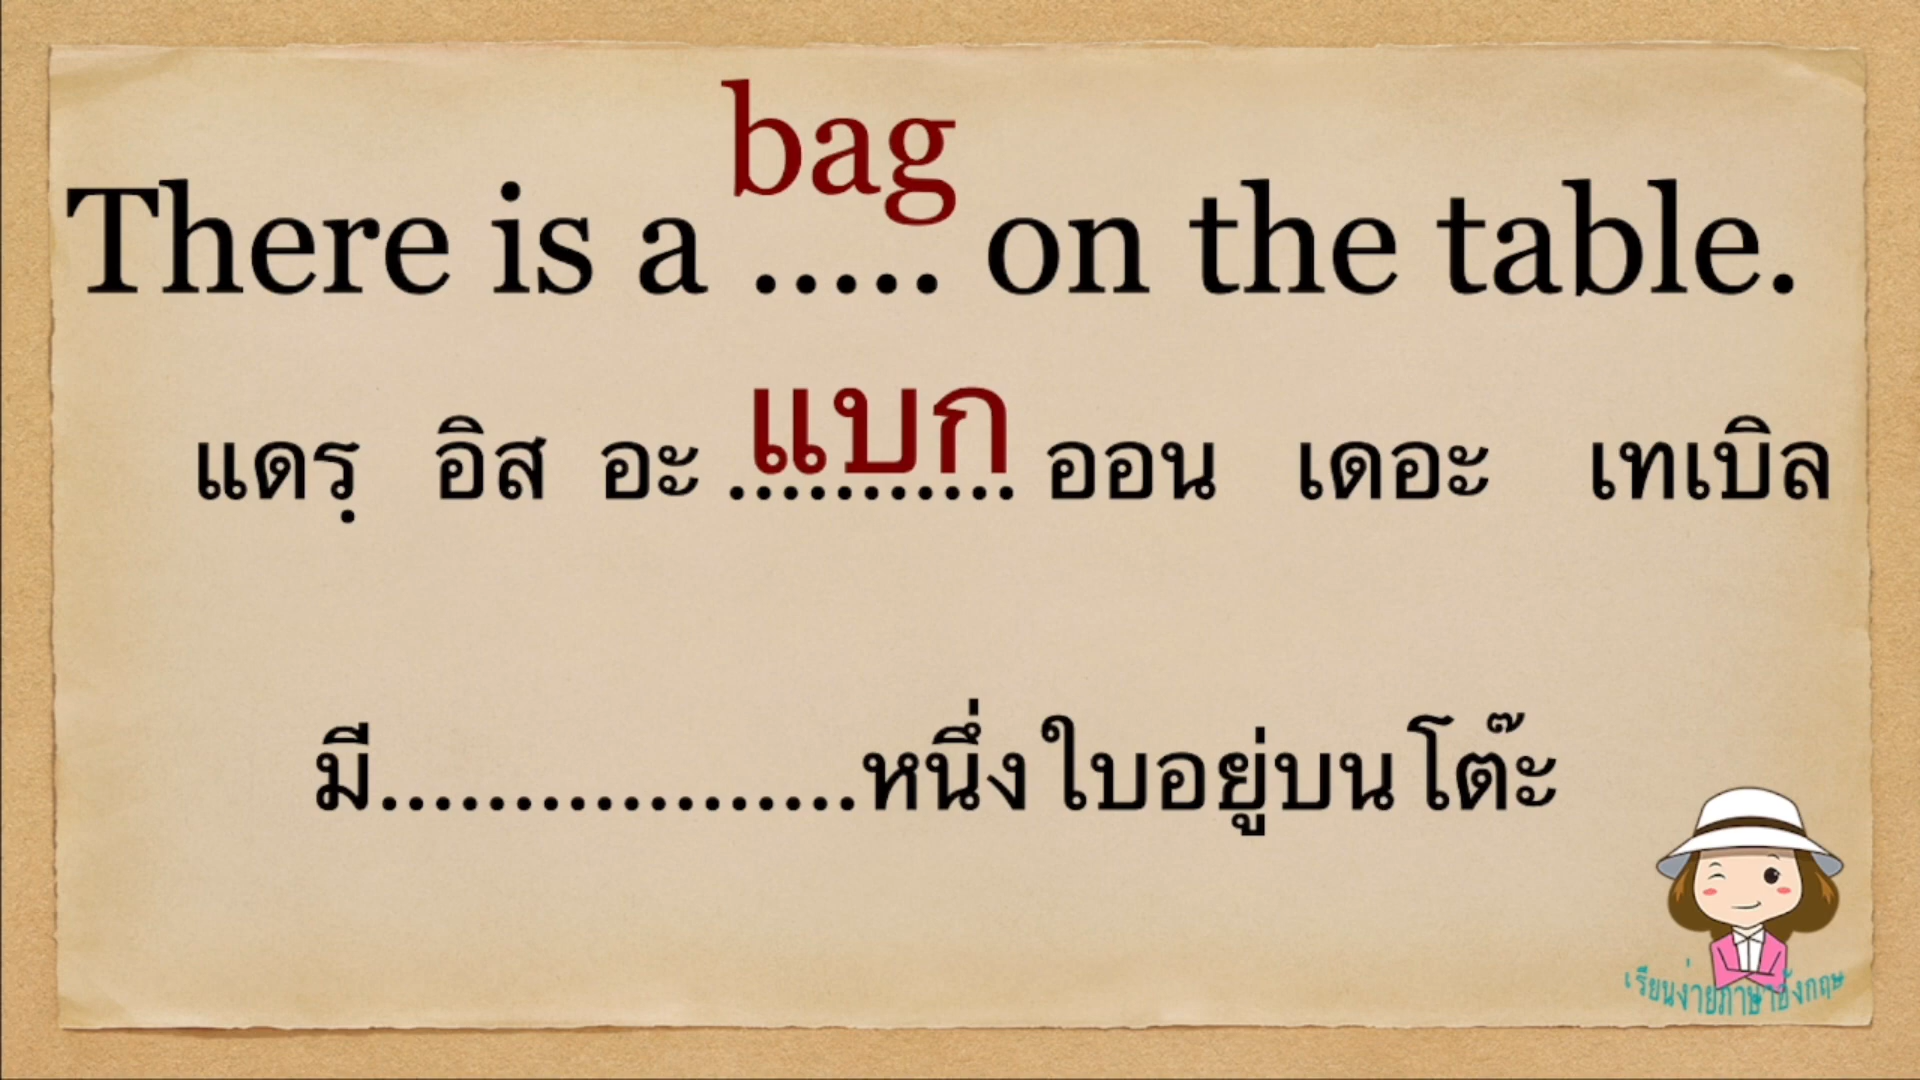 There is a bag ..... on the table.
แดรฺ อิส อะ แบก ........... ออน เดอะ เทเบิล
มี..................หนึ่งใบอยู่บนโต๊ะ
เรียนง่ายภาษาอังกฤษ